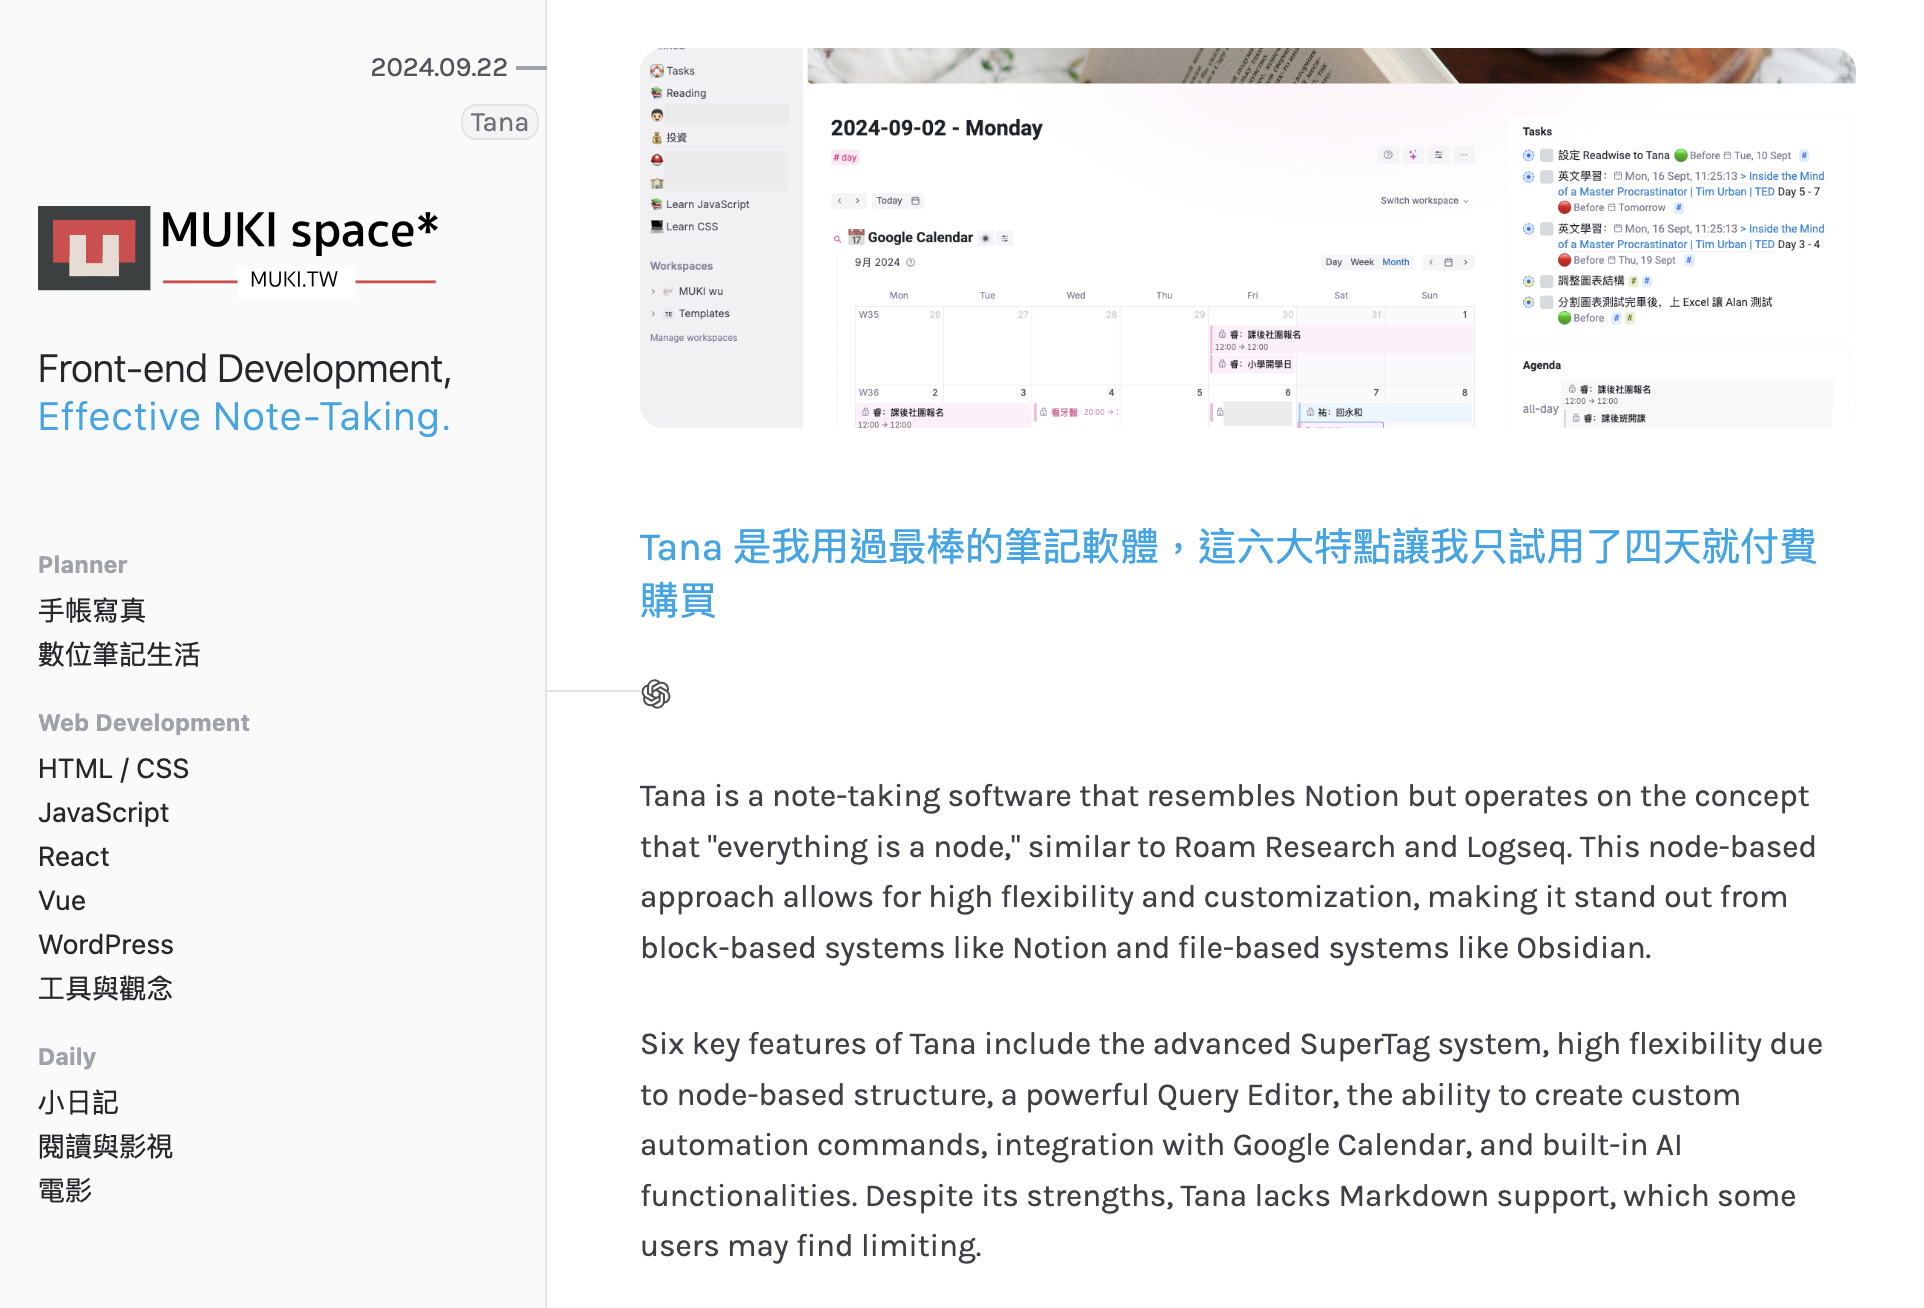 2024.09.22
Tana
MUKI space*
MUKI.TW
Front-end Development,
Effective Note-Taking.
Planner
手帳寫真
數位筆記生活
Web Development
HTML / CSS
JavaScript
React
Vue
WordPress
工具與觀念
Daily
小日記
閱讀與影視
電影
Tasks
Reading
投資
Learn JavaScript
Learn CSS
Workspaces
MUKI wu
TE Templates
Manage workspaces
2024-09-02 - Monday
# day
Today
Switch workspace
17 Google Calendar
9月 2024
Day Week Month
Mon Tue Wed Thu Fri Sat Sun
W35 26 27 28 29 30 31 1
睿：課後社團報名
12:00 → 12:00
睿：小學開學日
W36 2 3 4 5 6 7 8
睿：課後社團報名
12:00 → 12:00
看牙醫 20:00 →
祐：回永和
Tasks
設定 Readwise to Tana Before Tue, 10 Sept #
英文學習： Mon, 16 Sept, 11:25:13 > Inside the Mind
of a Master Procrastinator | Tim Urban | TED Day 5 - 7
Before Tomorrow #
英文學習： Mon, 16 Sept, 11:25:13 > Inside the Mind
of a Master Procrastinator | Tim Urban | TED Day 3 - 4
Before Thu, 19 Sept #
調整圖表結構 # #
分割圖表測試完畢後，上 Excel 讓 Alan 測試
Before # #
Agenda
all-day
睿：課後社團報名
12:00 → 12:00
睿：課後班開課
Tana 是我用過最棒的筆記軟體，這六大特點讓我只試用了四天就付費
購買
Tana is a note-taking software that resembles Notion but operates on the concept
that "everything is a node," similar to Roam Research and Logseq. This node-based
approach allows for high flexibility and customization, making it stand out from
block-based systems like Notion and file-based systems like Obsidian.
Six key features of Tana include the advanced SuperTag system, high flexibility due
to node-based structure, a powerful Query Editor, the ability to create custom
automation commands, integration with Google Calendar, and built-in AI
functionalities. Despite its strengths, Tana lacks Markdown support, which some
users may find limiting.